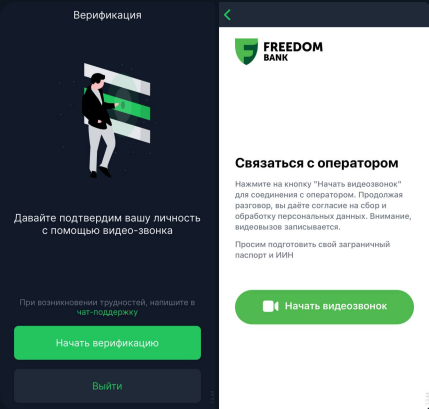 Верификация
Давайте подтвердим вашу личность
с помощью видео-звонка
При возникновении трудностей, напишите в
чат-поддержку
Начать верификацию
Выйти
FREEDOM
BANK
Связаться с оператором
Нажмите на кнопку "Начать видеозвонок"
для соединения с оператором. Продолжая
разговор, вы даёте согласие на сбор и
обработку персональных данных. Внимание,
видеовызов записывается.
Просим подготовить свой заграничный
паспорт и ИИН
Начать видеозвонок